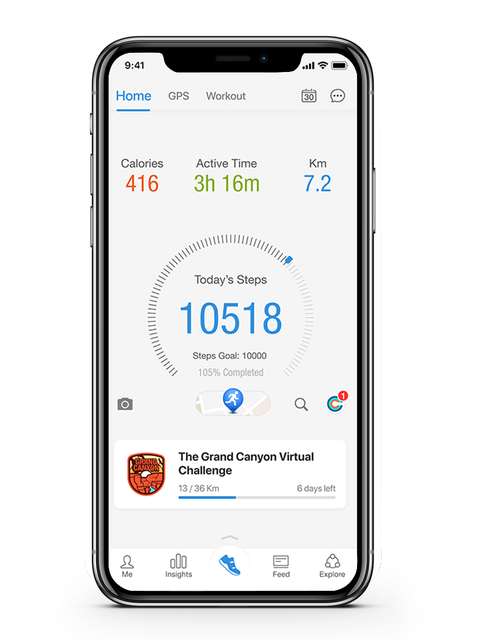 9:41
Home GPS Workout 30
Calories Active Time Km
416 3h 16m 7.2
Today's Steps
10518
Steps Goal: 10000
105% Completed
1
GRAND
CANYON
The Grand Canyon Virtual
Challenge
13 / 36 Km 6 days left
Me Insights Feed Explore